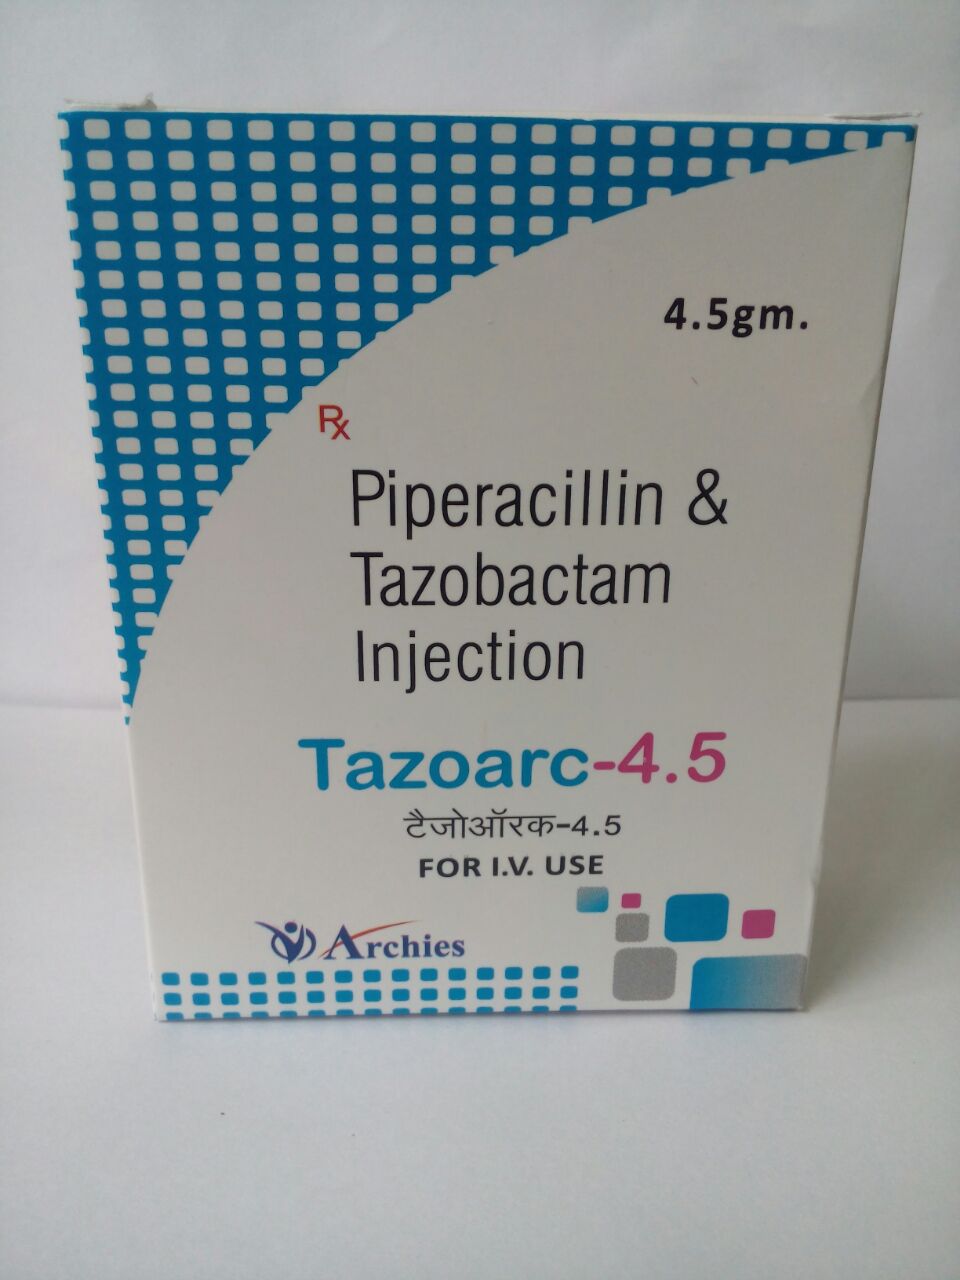 4.5gm.
Rx
Piperacillin &
Tazobactam
Injection
Tazoarc-4.5
टैजोऑरक-4.5
FOR I.V. USE
Archies